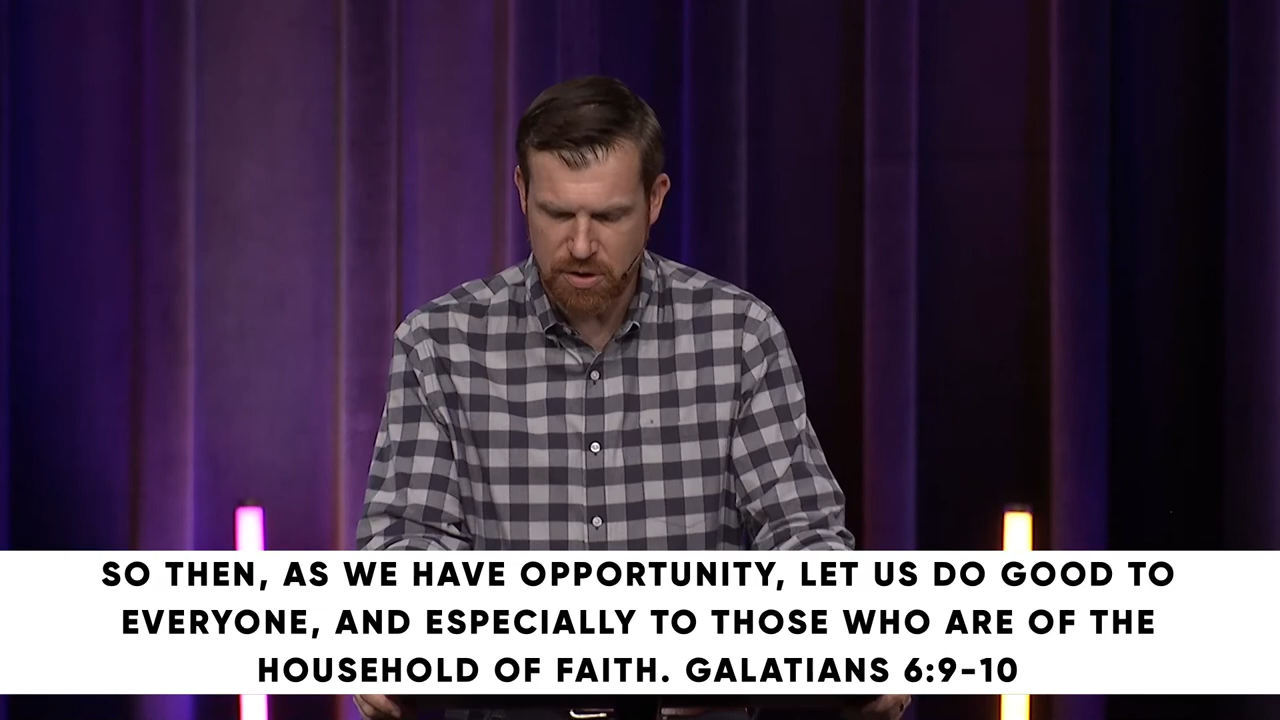 SO THEN, AS WE HAVE OPPORTUNITY, LET US DO GOOD TO
EVERYONE, AND ESPECIALLY TO THOSE WHO ARE OF THE
HOUSEHOLD OF FAITH. GALATIANS 6:9-10